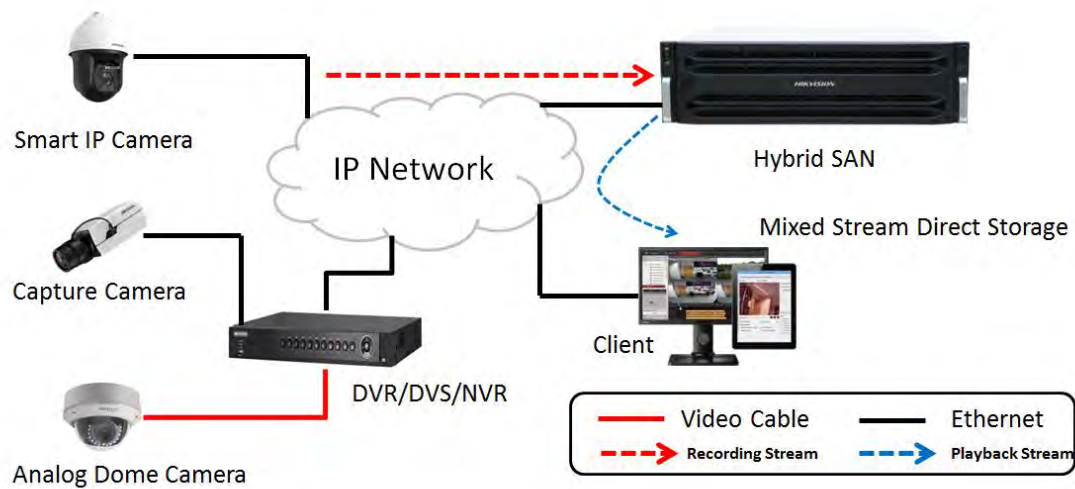 HIKVISION
Smart IP Camera
IP Network
Hybrid SAN
Mixed Stream Direct Storage
Capture Camera
Client
DVR/DVS/NVR
Analog Dome Camera
Video Cable
Ethernet
Recording Stream
Playback Stream